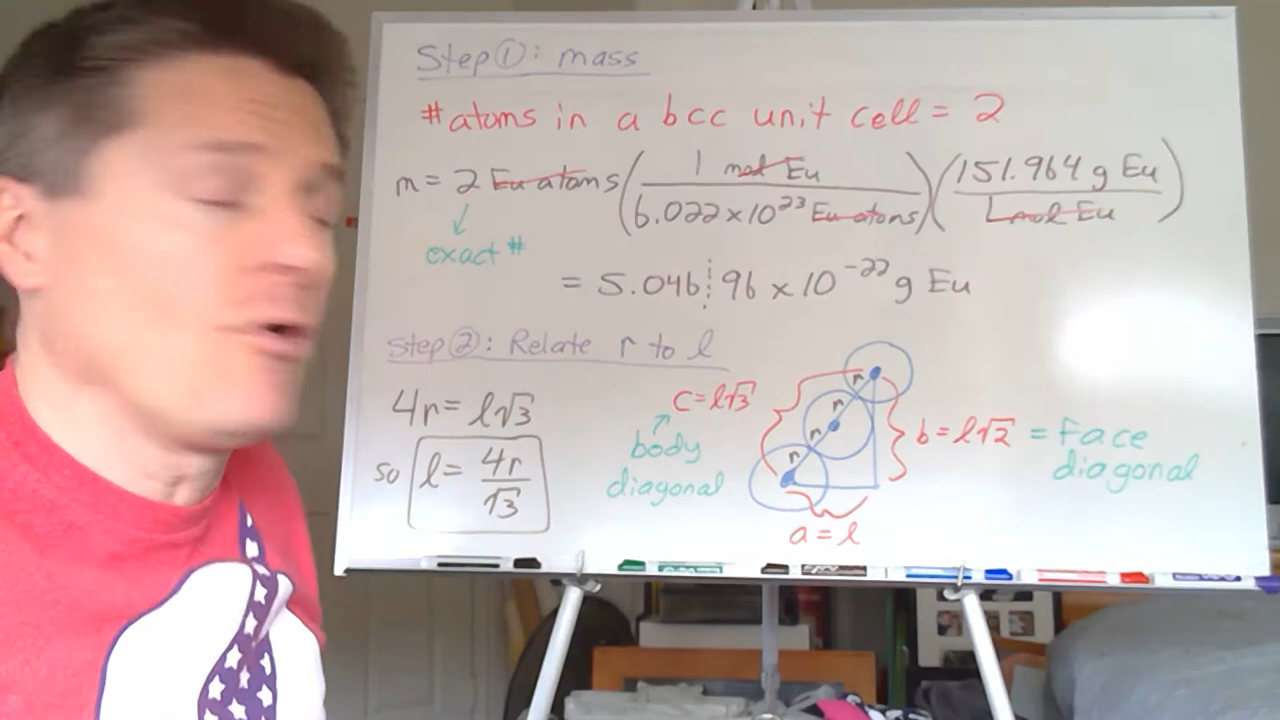 Step ①: mass
# atoms in a bcc unit cell = 2
m = 2 Eu atoms (1 mol Eu / 6.022 x 10²³ Eu atoms) (151.964 g Eu / 1 mol Eu)
exact #
= 5.046¦96 x 10⁻²² g Eu
Step ②: Relate r to l
4r = l√3
so l = 4r/√3
c = l√3
body
diagonal
r
r
r
r
b = l√2 = face
diagonal
a = l